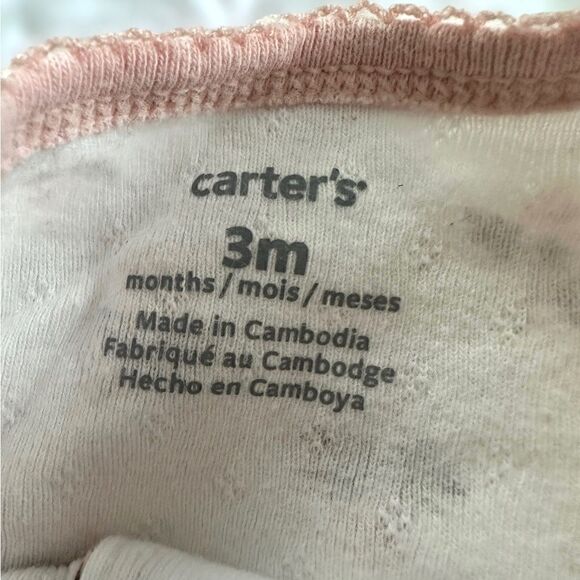 carter's
3m
months / mois / meses
Made in Cambodia
Fabriqué au Cambodge
Hecho en Camboya